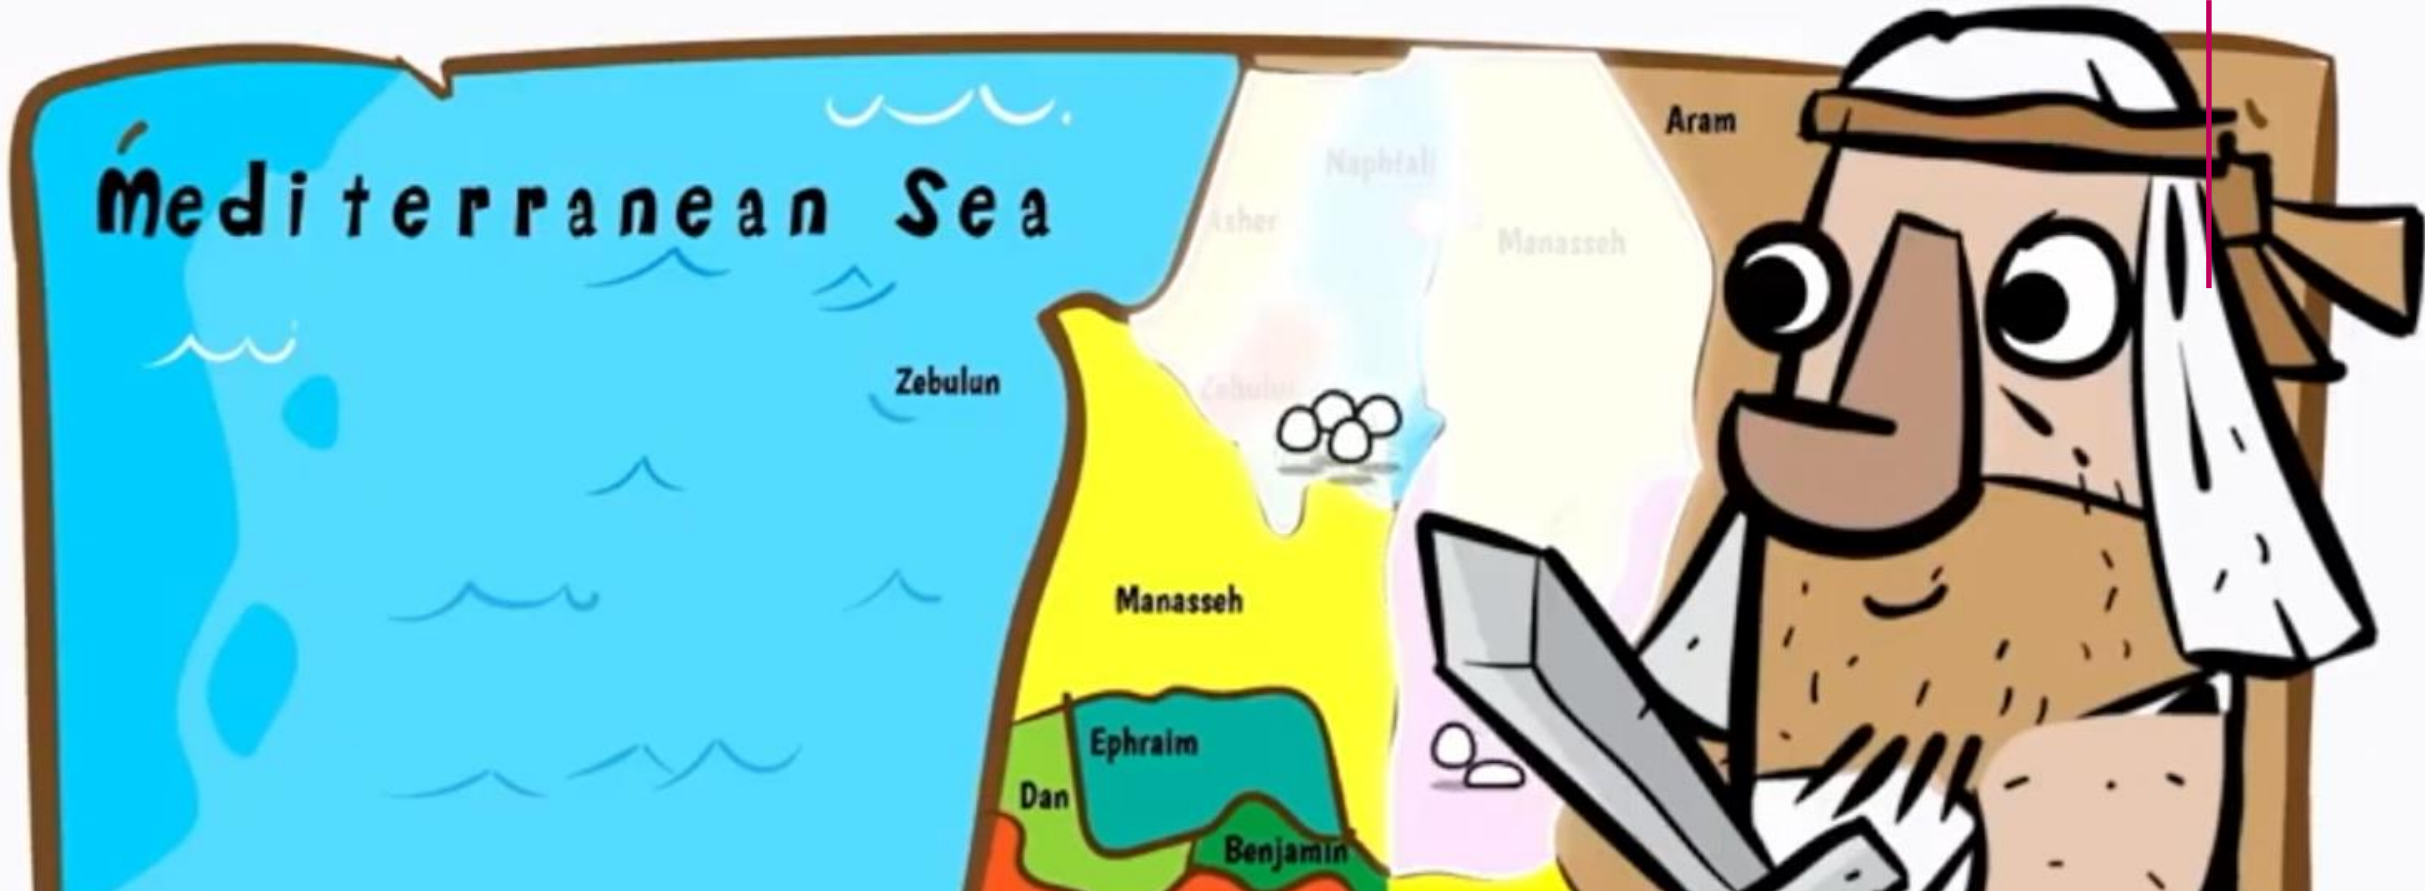 Aram
Naphtali
Mediterranean Sea
Asher
Manasseh
Zebulun
Zebulun
Manasseh
Ephraim
Dan
Benjamin